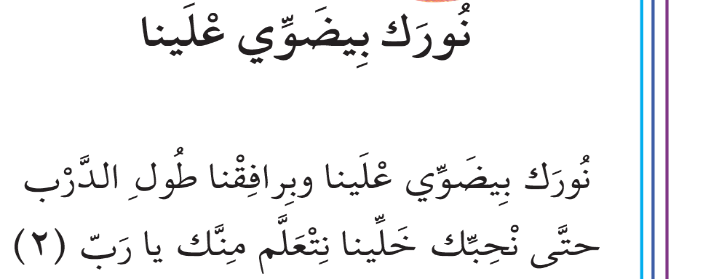 نُورَك بِيضَوِّي عْلَينا
نُورَك بِيضَوِّي عْلَينا وبِرافِقْنا طُولِ الدَّرْب
حتَّى نْحِبِّك خَلِّينا نِتْعَلَّم مِنَّك يا رَبّ (٢)